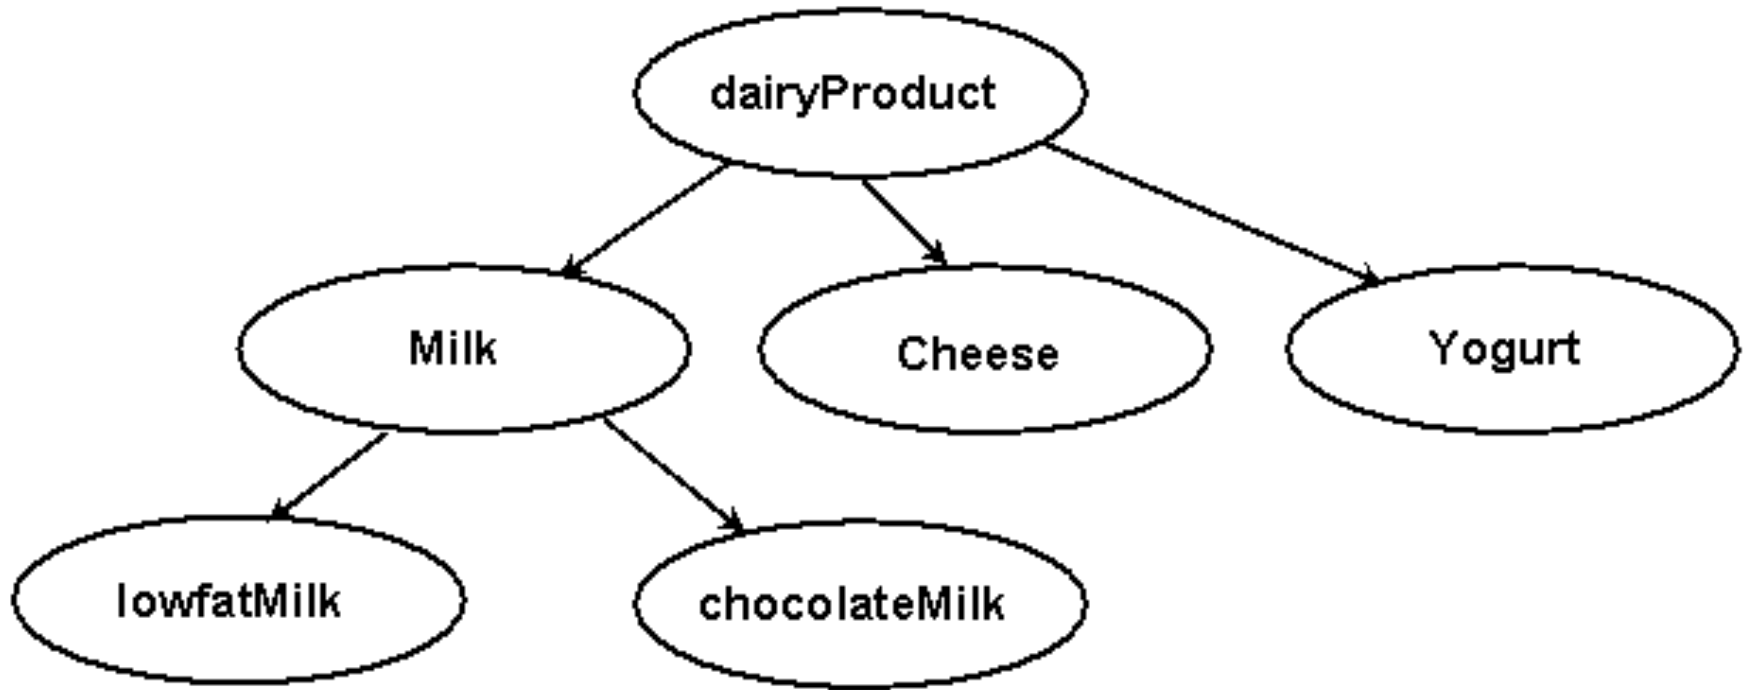 dairyProduct
Milk
Cheese
Yogurt
lowfatMilk
chocolateMilk